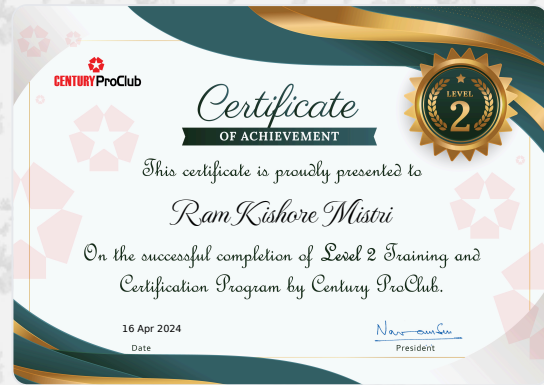 CENTURY ProClub
Certificate
OF ACHIEVEMENT
LEVEL
2
This certificate is proudly presented to
Ram Kishore Mistri
On the successful completion of Level 2 Training and
Certification Program by Century ProClub.
16 Apr 2024
Date
President